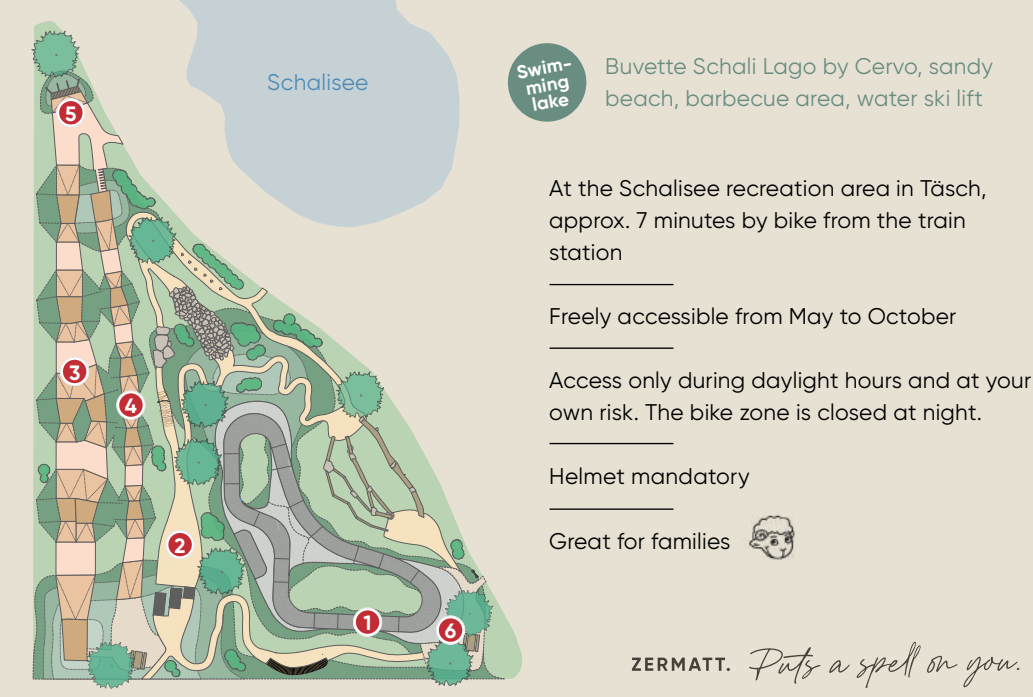 Schalisee
Swim-
ming
lake
Buvette Schali Lago by Cervo, sandy
beach, barbecue area, water ski lift
At the Schalisee recreation area in Täsch,
approx. 7 minutes by bike from the train
station
Freely accessible from May to October
Access only during daylight hours and at your
own risk. The bike zone is closed at night.
Helmet mandatory
Great for families
5
3
4
2
1
6
ZERMATT. Puts a spell on you.